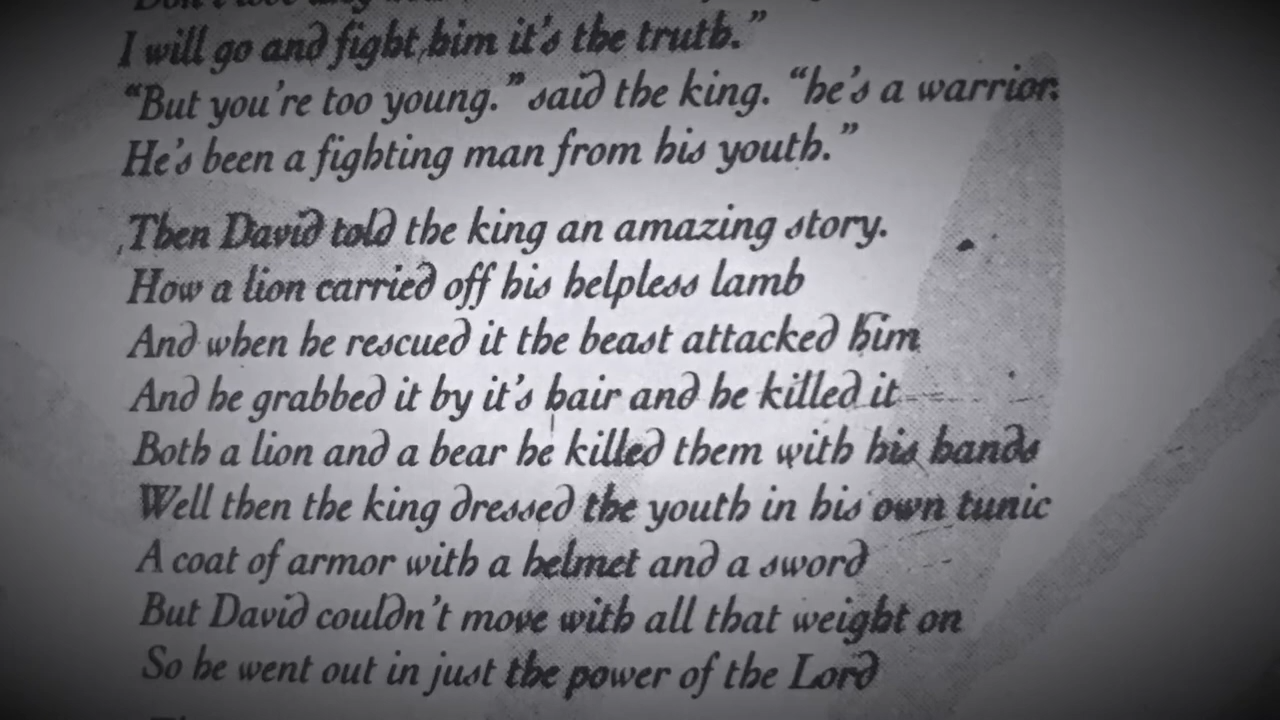 I will go and fight him it's the truth.”
“But you're too young.” said the king. “he's a warrior.
He's been a fighting man from his youth.”
Then David told the king an amazing story.
How a lion carried off his helpless lamb
And when he rescued it the beast attacked him
And he grabbed it by it's hair and he killed it
Both a lion and a bear he killed them with his hands
Well then the king dressed the youth in his own tunic
A coat of armor with a helmet and a sword
But David couldn't move with all that weight on
So he went out in just the power of the Lord